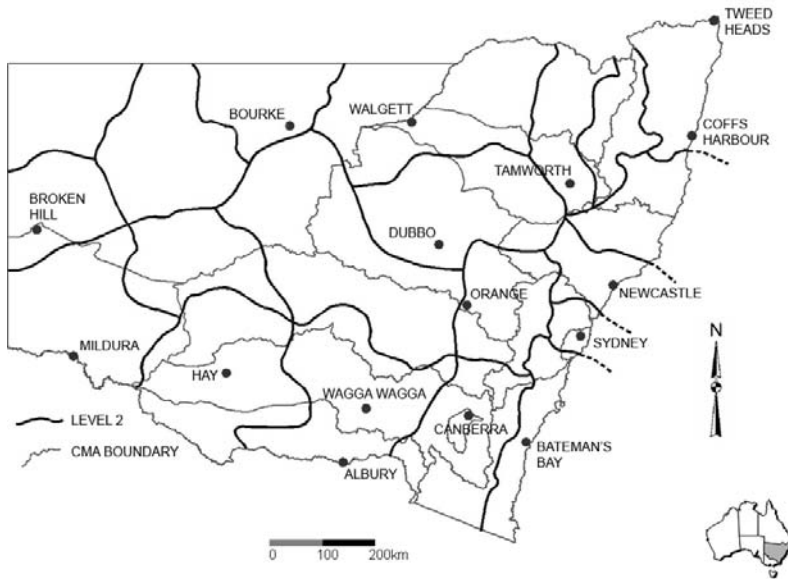 TWEED
HEADS
BOURKE
WALGETT
COFFS
HARBOUR
TAMWORTH
BROKEN
HILL
DUBBO
ORANGE
NEWCASTLE
N
SYDNEY
MILDURA
HAY
WAGGA WAGGA
LEVEL 2
CANBERRA
CMA BOUNDARY
BATEMAN'S
BAY
ALBURY
0 100 200km